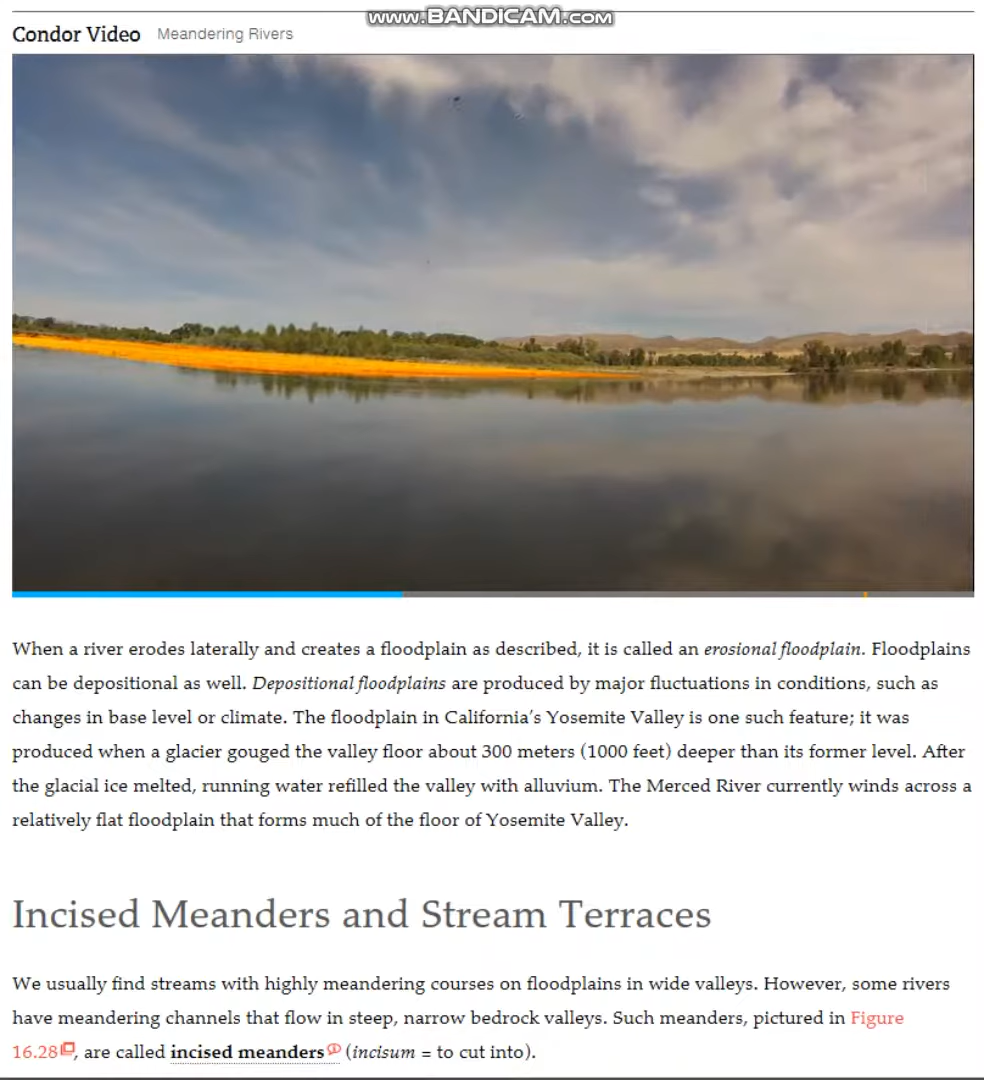 www.BANDICAM.com
Condor Video Meandering Rivers
When a river erodes laterally and creates a floodplain as described, it is called an erosional floodplain. Floodplains
can be depositional as well. Depositional floodplains are produced by major fluctuations in conditions, such as
changes in base level or climate. The floodplain in California’s Yosemite Valley is one such feature; it was
produced when a glacier gouged the valley floor about 300 meters (1000 feet) deeper than its former level. After
the glacial ice melted, running water refilled the valley with alluvium. The Merced River currently winds across a
relatively flat floodplain that forms much of the floor of Yosemite Valley.
Incised Meanders and Stream Terraces
We usually find streams with highly meandering courses on floodplains in wide valleys. However, some rivers
have meandering channels that flow in steep, narrow bedrock valleys. Such meanders, pictured in Figure
16.28, are called incised meanders (incisum = to cut into).